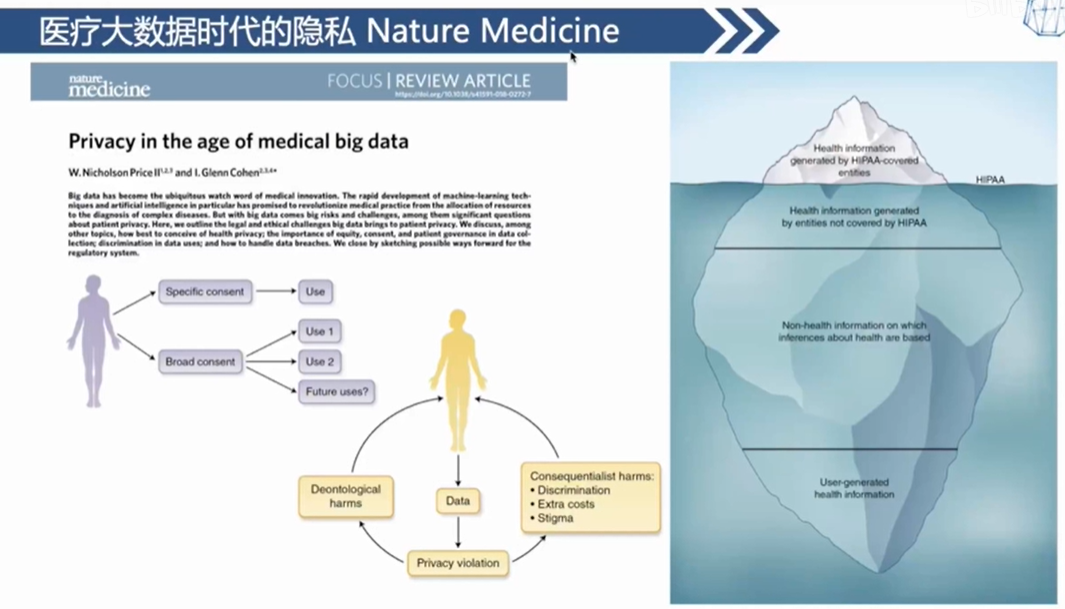 医疗大数据时代的隐私 Nature Medicine
nature
medicine
FOCUS | REVIEW ARTICLE
https://doi.org/10.1038/s41591-018-0272-7
Privacy in the age of medical big data
W. Nicholson Price II1,2,3 and I. Glenn Cohen2,3,4*
Big data has become the ubiquitous watch word of medical innovation. The rapid development of machine-learning tech-
niques and artificial intelligence in particular has promised to revolutionize medical practice from the allocation of resources
to the diagnosis of complex diseases. But with big data comes big risks and challenges, among them significant questions
about patient privacy. Here, we outline the legal and ethical challenges big data brings to patient privacy. We discuss, among
other topics, how best to conceive of health privacy; the importance of equity, consent, and patient governance in data col-
lection; discrimination in data uses; and how to handle data breaches. We close by sketching possible ways forward for the
regulatory system.
Specific consent
Use
Broad consent
Use 1
Use 2
Future uses?
Deontological
harms
Data
Consequentialist harms:
• Discrimination
• Extra costs
• Stigma
Privacy violation
Health information
generated by HIPAA-covered
entities
HIPAA
Health information generated
by entities not covered by HIPAA
Non-health information on which
inferences about health are based
User-generated
health information